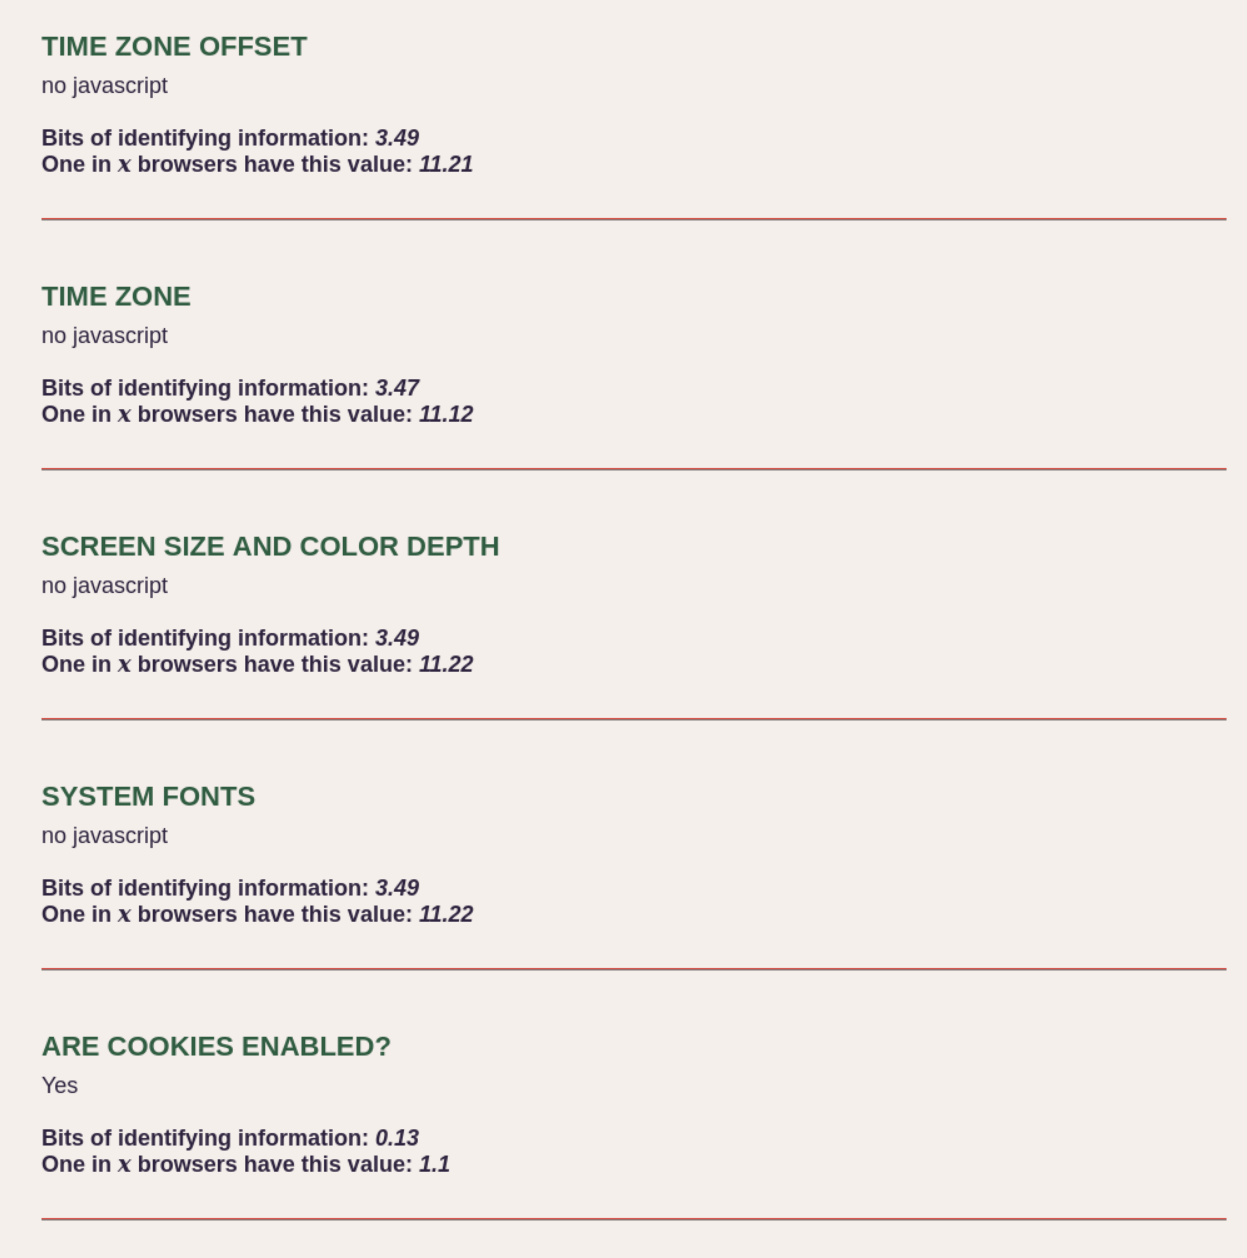 TIME ZONE OFFSET
no javascript
Bits of identifying information: 3.49
One in x browsers have this value: 11.21
TIME ZONE
no javascript
Bits of identifying information: 3.47
One in x browsers have this value: 11.12
SCREEN SIZE AND COLOR DEPTH
no javascript
Bits of identifying information: 3.49
One in x browsers have this value: 11.22
SYSTEM FONTS
no javascript
Bits of identifying information: 3.49
One in x browsers have this value: 11.22
ARE COOKIES ENABLED?
Yes
Bits of identifying information: 0.13
One in x browsers have this value: 1.1